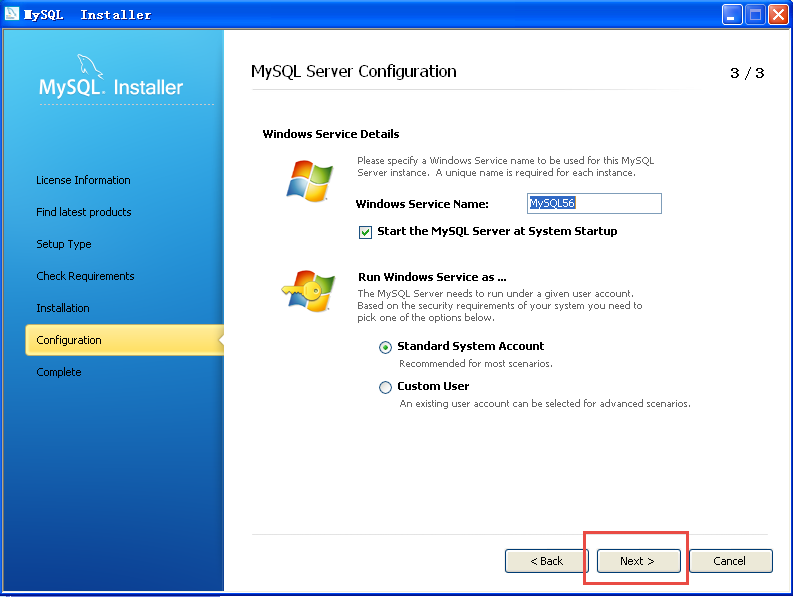 MySQL Installer
MySQL. Installer
MySQL Server Configuration
3 / 3
License Information
Find latest products
Setup Type
Check Requirements
Installation
Configuration
Complete
Windows Service Details
Please specify a Windows Service name to be used for this MySQL
Server instance. A unique name is required for each instance.
Windows Service Name: MySQL56
Start the MySQL Server at System Startup
Run Windows Service as ...
The MySQL Server needs to run under a given user account.
Based on the security requirements of your system you need to
pick one of the options below.
Standard System Account
Recommended for most scenarios.
Custom User
An existing user account can be selected for advanced scenarios.
< Back Next > Cancel